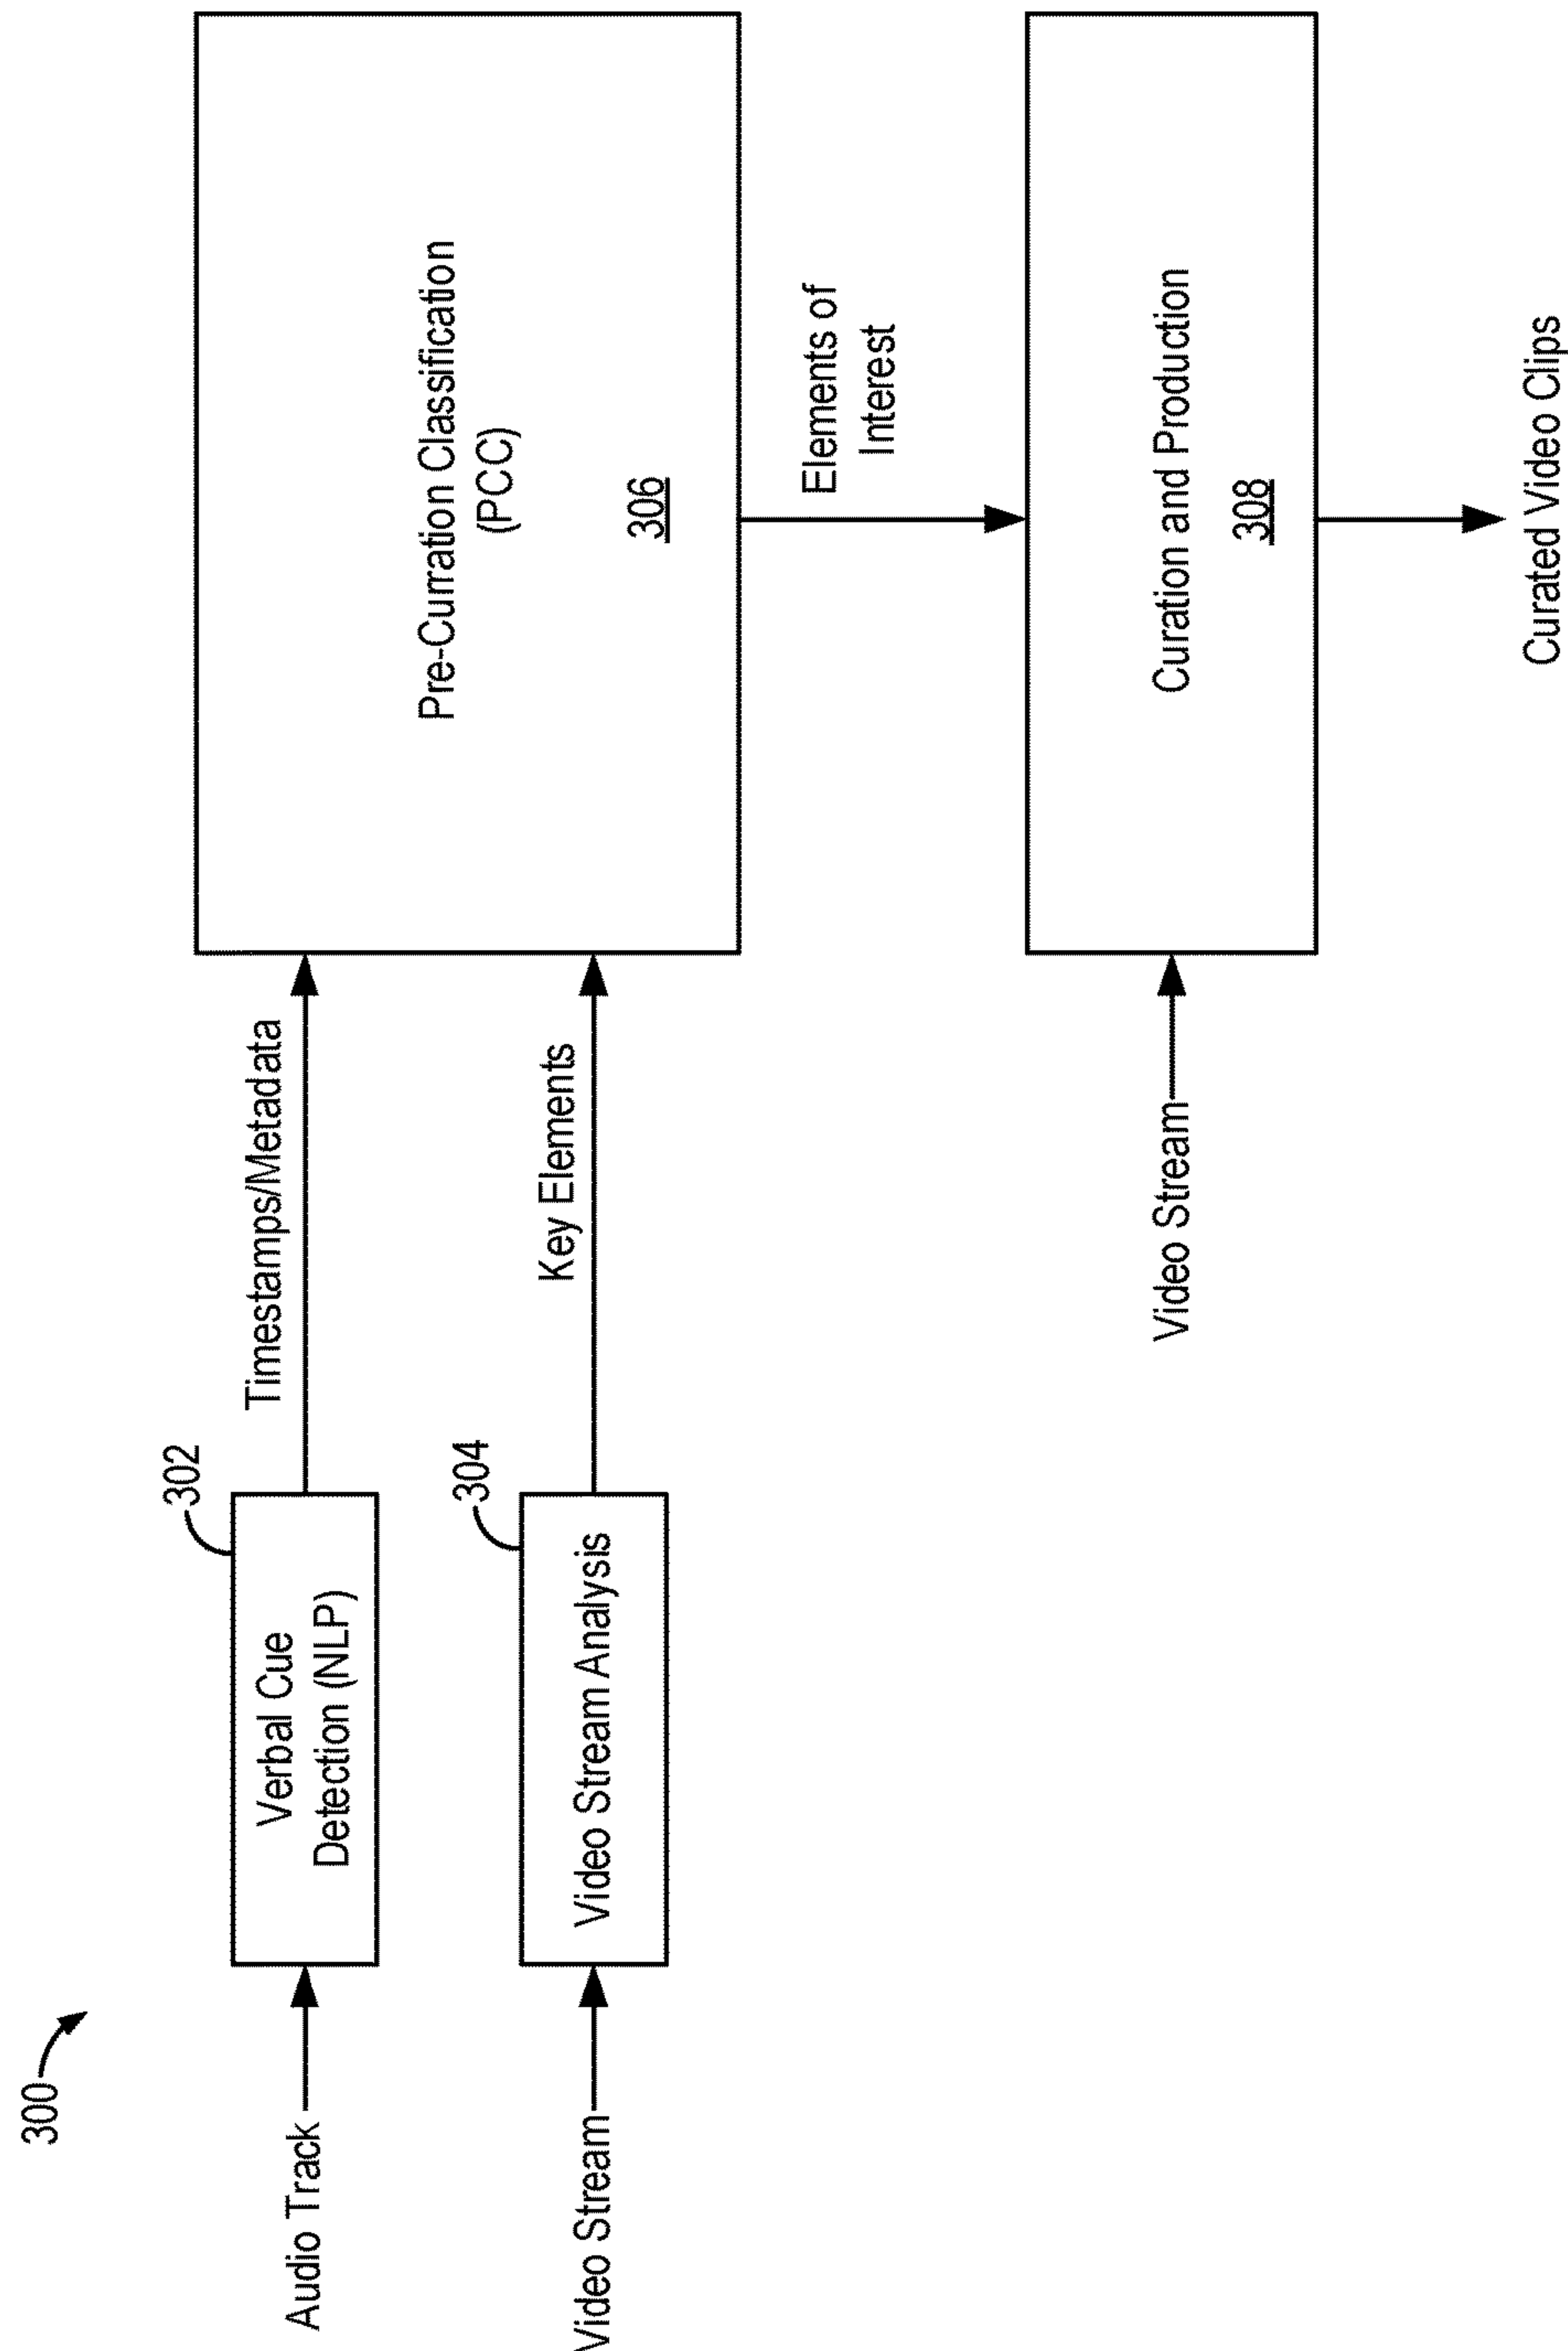 300
302
Audio Track
Verbal Cue
Detection (NLP)
Timestamps/Metadata
304
Video Stream
Video Stream Analysis
Key Elements
Pre-Curration Classification
(PCC)
306
Elements of
Interest
Video Stream
Curation and Production
308
Curated Video Clips